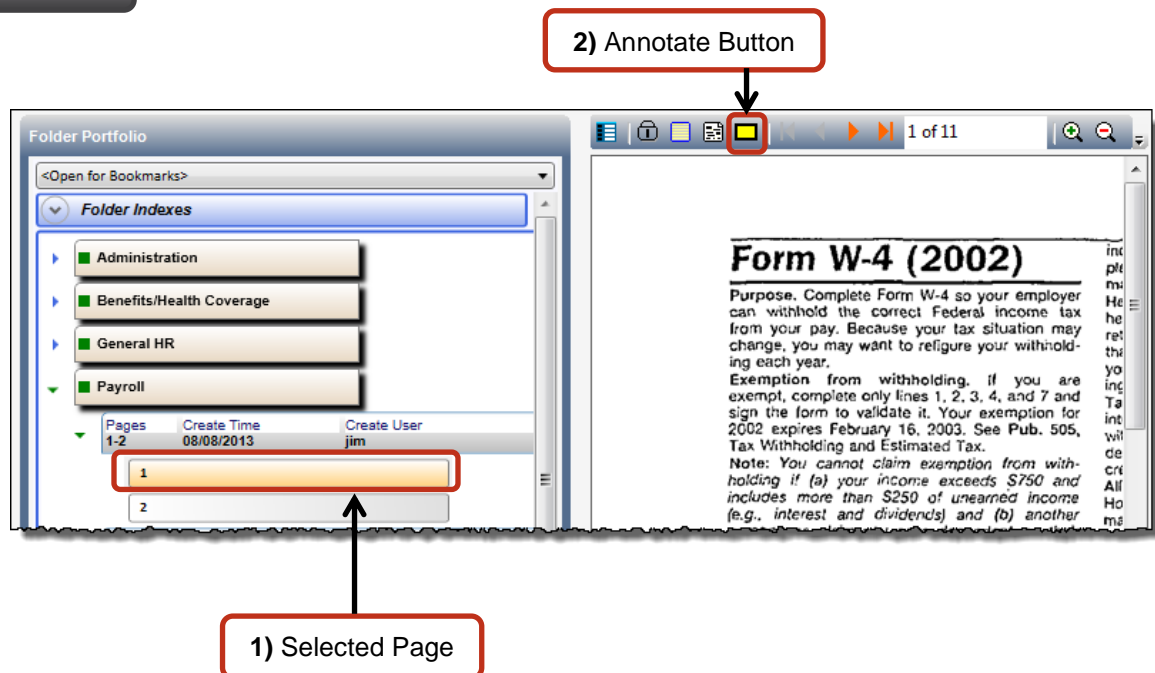 2) Annotate Button
Folder Portfolio
1 of 11
<Open for Bookmarks>
Folder Indexes
Administration
Benefits/Health Coverage
General HR
Payroll
Pages Create Time Create User
1-2 08/08/2013 jim
1
2
Form W-4 (2002)
Purpose. Complete Form W-4 so your employer
can withhold the correct Federal income tax
from your pay. Because your tax situation may
change, you may want to refigure your withhold-
ing each year.
Exemption from withholding. If you are
exempt, complete only lines 1, 2, 3, 4, and 7 and
sign the form to validate it. Your exemption for
2002 expires February 16, 2003. See Pub. 505,
Tax Withholding and Estimated Tax.
Note: You cannot claim exemption from with-
holding if (a) your income exceeds $750 and
includes more than $250 of unearned income
(e.g., interest and dividends) and (b) another
1) Selected Page